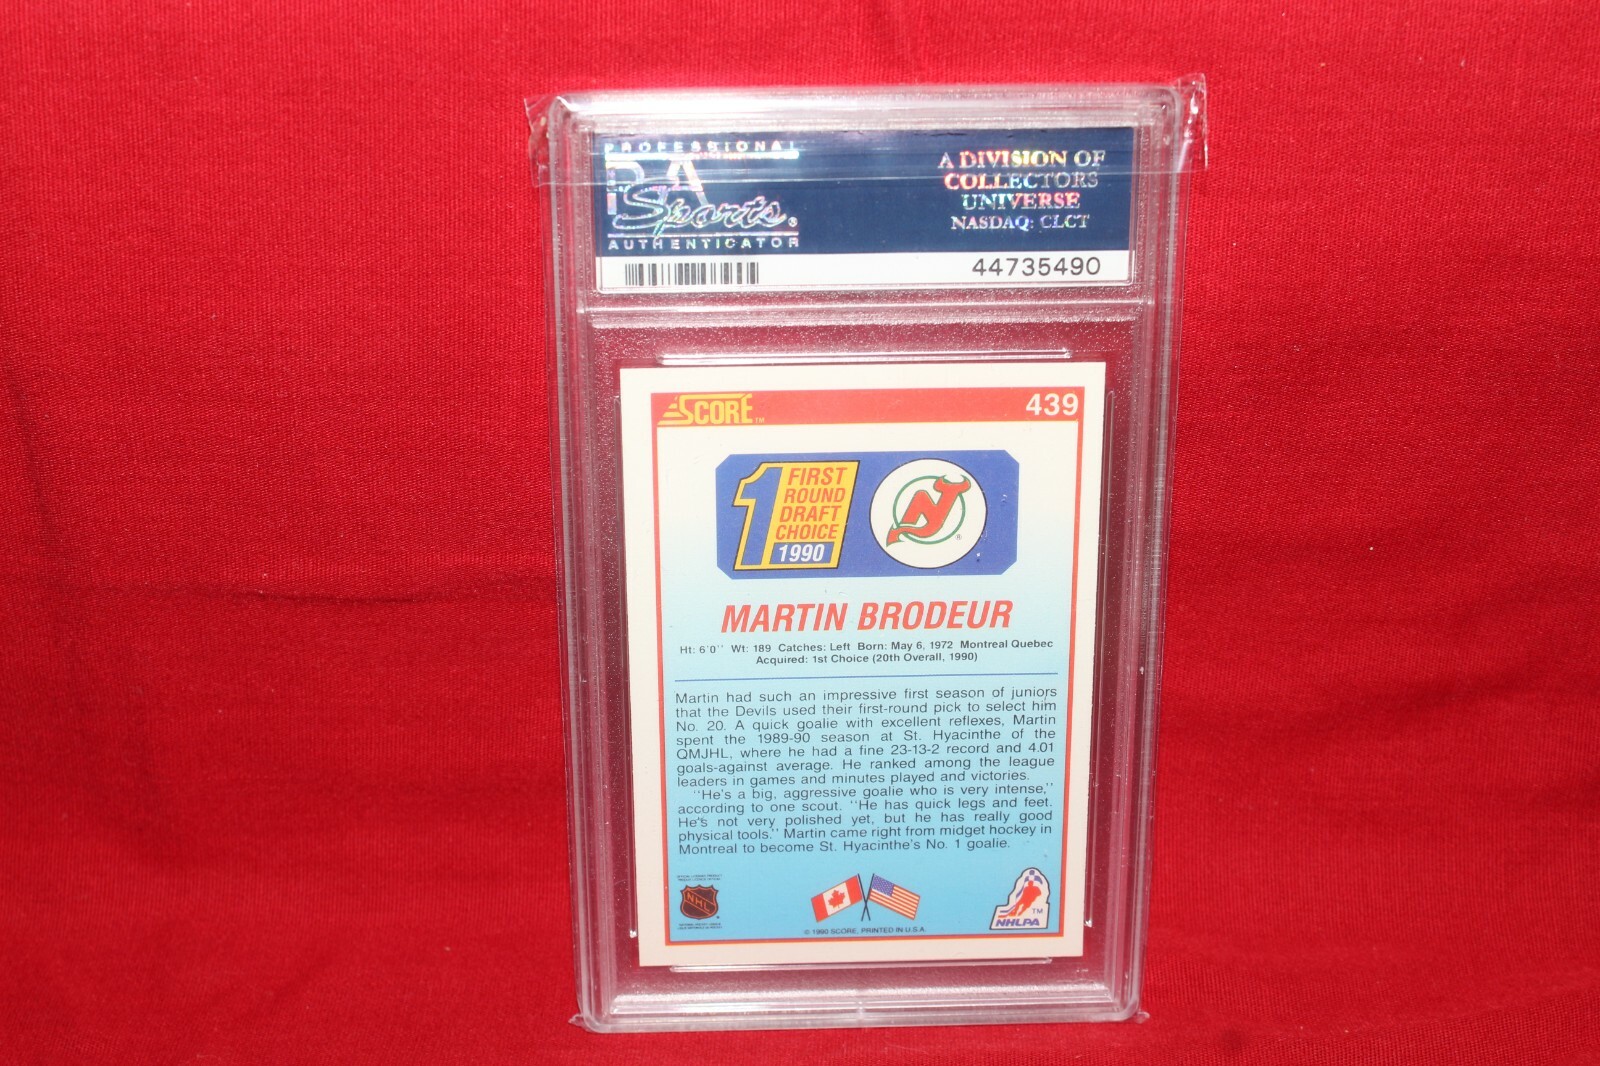 PROFESSIONAL
PSA
Sports®
AUTHENTICATOR
A DIVISION OF
COLLECTORS
UNIVERSE
NASDAQ: CLCT
44735490
SCORE™
439
1 FIRST
ROUND
DRAFT
CHOICE
1990
NJ
®
MARTIN BRODEUR
Ht: 6'0'' Wt: 189 Catches: Left Born: May 6, 1972 Montreal Quebec
Acquired: 1st Choice (20th Overall, 1990)
Martin had such an impressive first season of juniors
that the Devils used their first-round pick to select him
No. 20. A quick goalie with excellent reflexes, Martin
spent the 1989-90 season at St. Hyacinthe of the
QMJHL, where he had a fine 23-13-2 record and 4.01
goals-against average. He ranked among the league
leaders in games and minutes played and victories.
''He's a big, aggressive goalie who is very intense,''
according to one scout. ''He has quick legs and feet.
He's not very polished yet, but he has really good
physical tools.'' Martin came right from midget hockey in
Montreal to become St. Hyacinthe's No. 1 goalie.
NHL
NHLPA
™
© 1990 SCORE, PRINTED IN U.S.A.